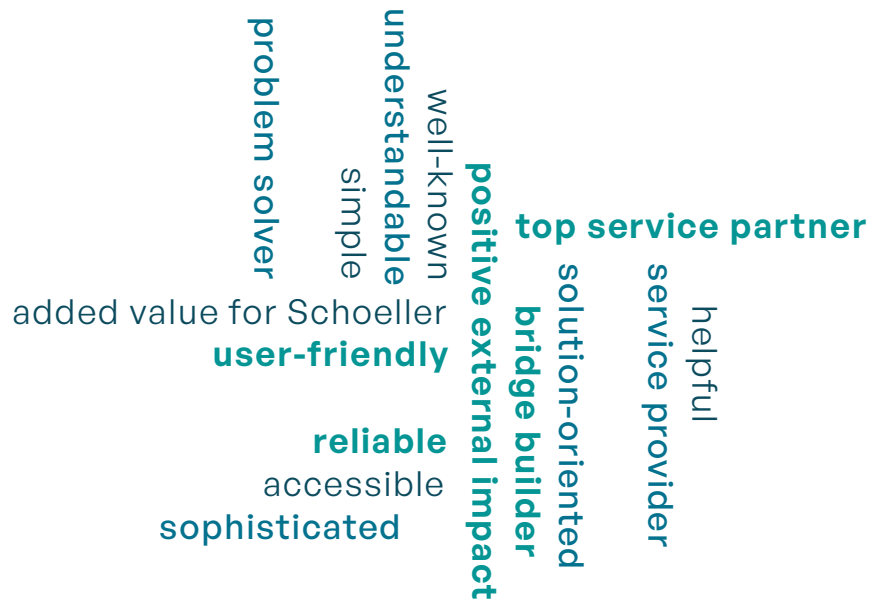 problem solver
simple
understandable
well-known
positive external impact
top service partner
added value for Schoeller
user-friendly
bridge builder
solution-oriented
service provider
helpful
reliable
accessible
sophisticated